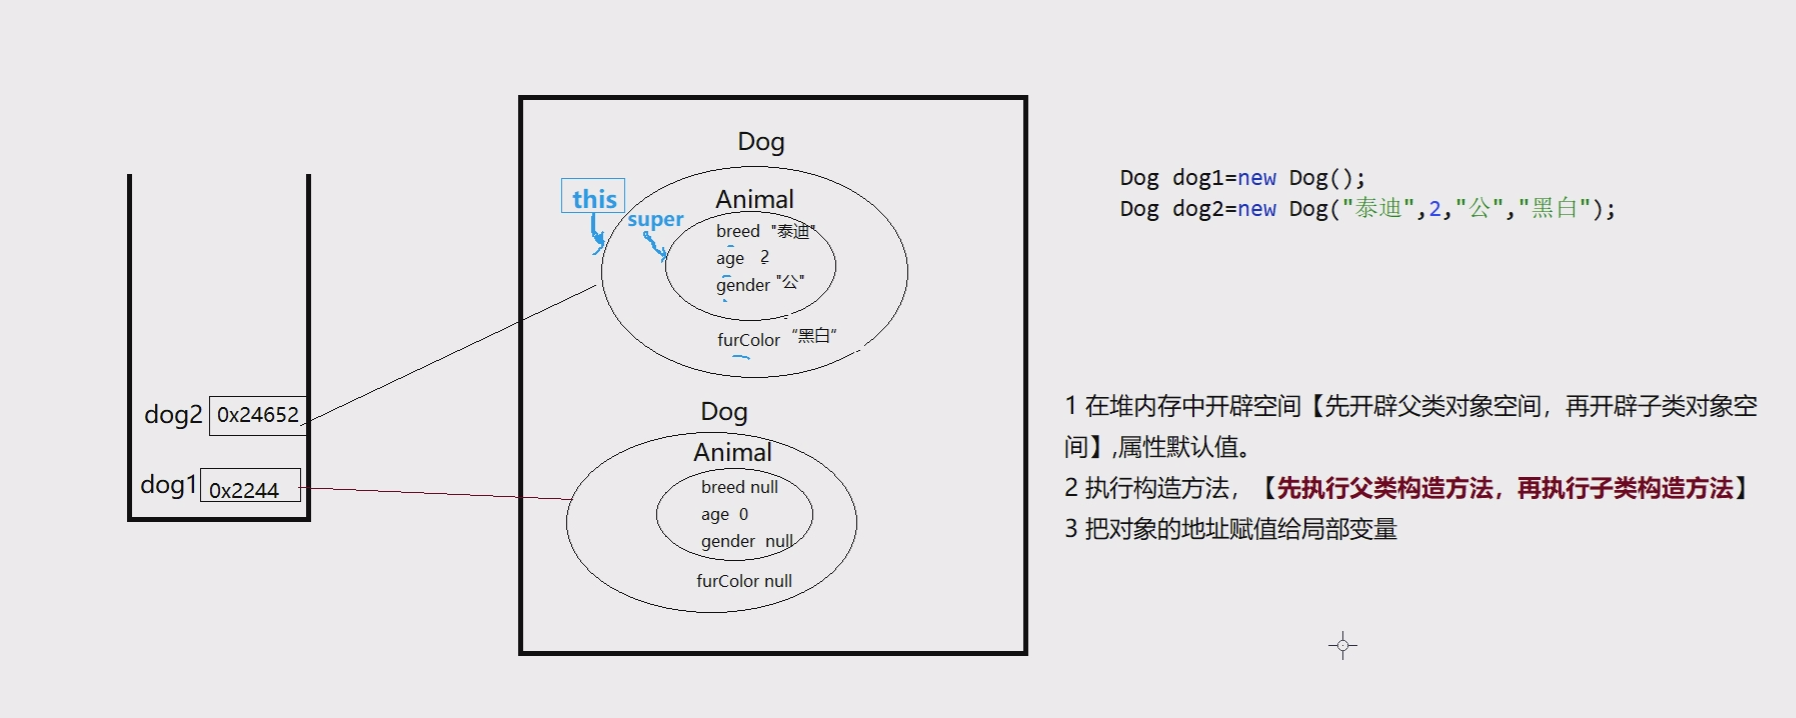 dog2 0x24652
dog1 0x2244
Dog
this
super
Animal
breed "泰迪"
age 2
gender "公"
furColor "黑白"
Dog
Animal
breed null
age 0
gender null
furColor null
Dog dog1=new Dog();
Dog dog2=new Dog("泰迪",2,"公","黑白");
1 在堆内存中开辟空间【先开辟父类对象空间，再开辟子类对象空
间】,属性默认值。
2 执行构造方法，【先执行父类构造方法，再执行子类构造方法】
3 把对象的地址赋值给局部变量